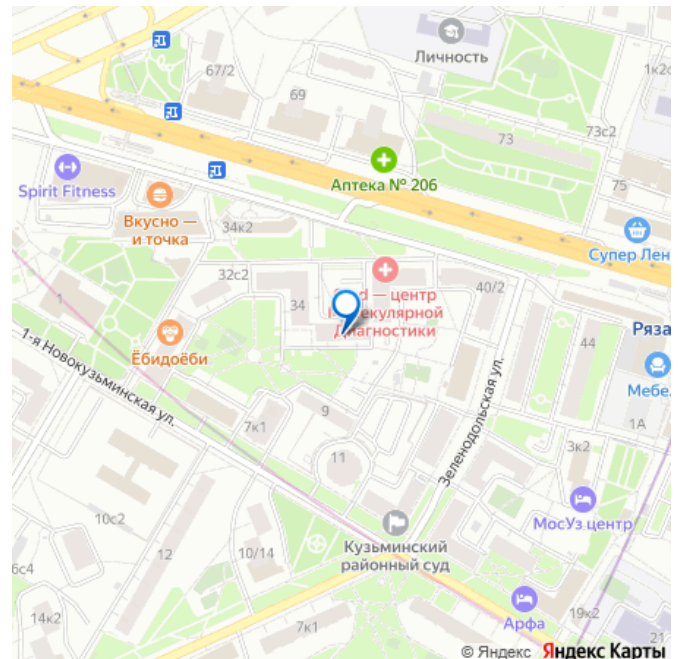 67/2
Личность
1к2с
69
73
73с2
Аптека № 206
75
Spirit Fitness
Вкусно —
и точка
34к2
Супер Лен
32с2
— центр
40/2
34
Диагностики
1
Ряза
44
Ёбидоёби
Мебе
1-я Новокузьминская ул.
Зеленодольская ул.
9
1А
7к1
11
3к2
МосУз центр
10с2
Кузьминский
районный суд
12
10/14
6с4
Арфа
19к2
14к2
7к1
21
© Яндекс Яндекс Карты